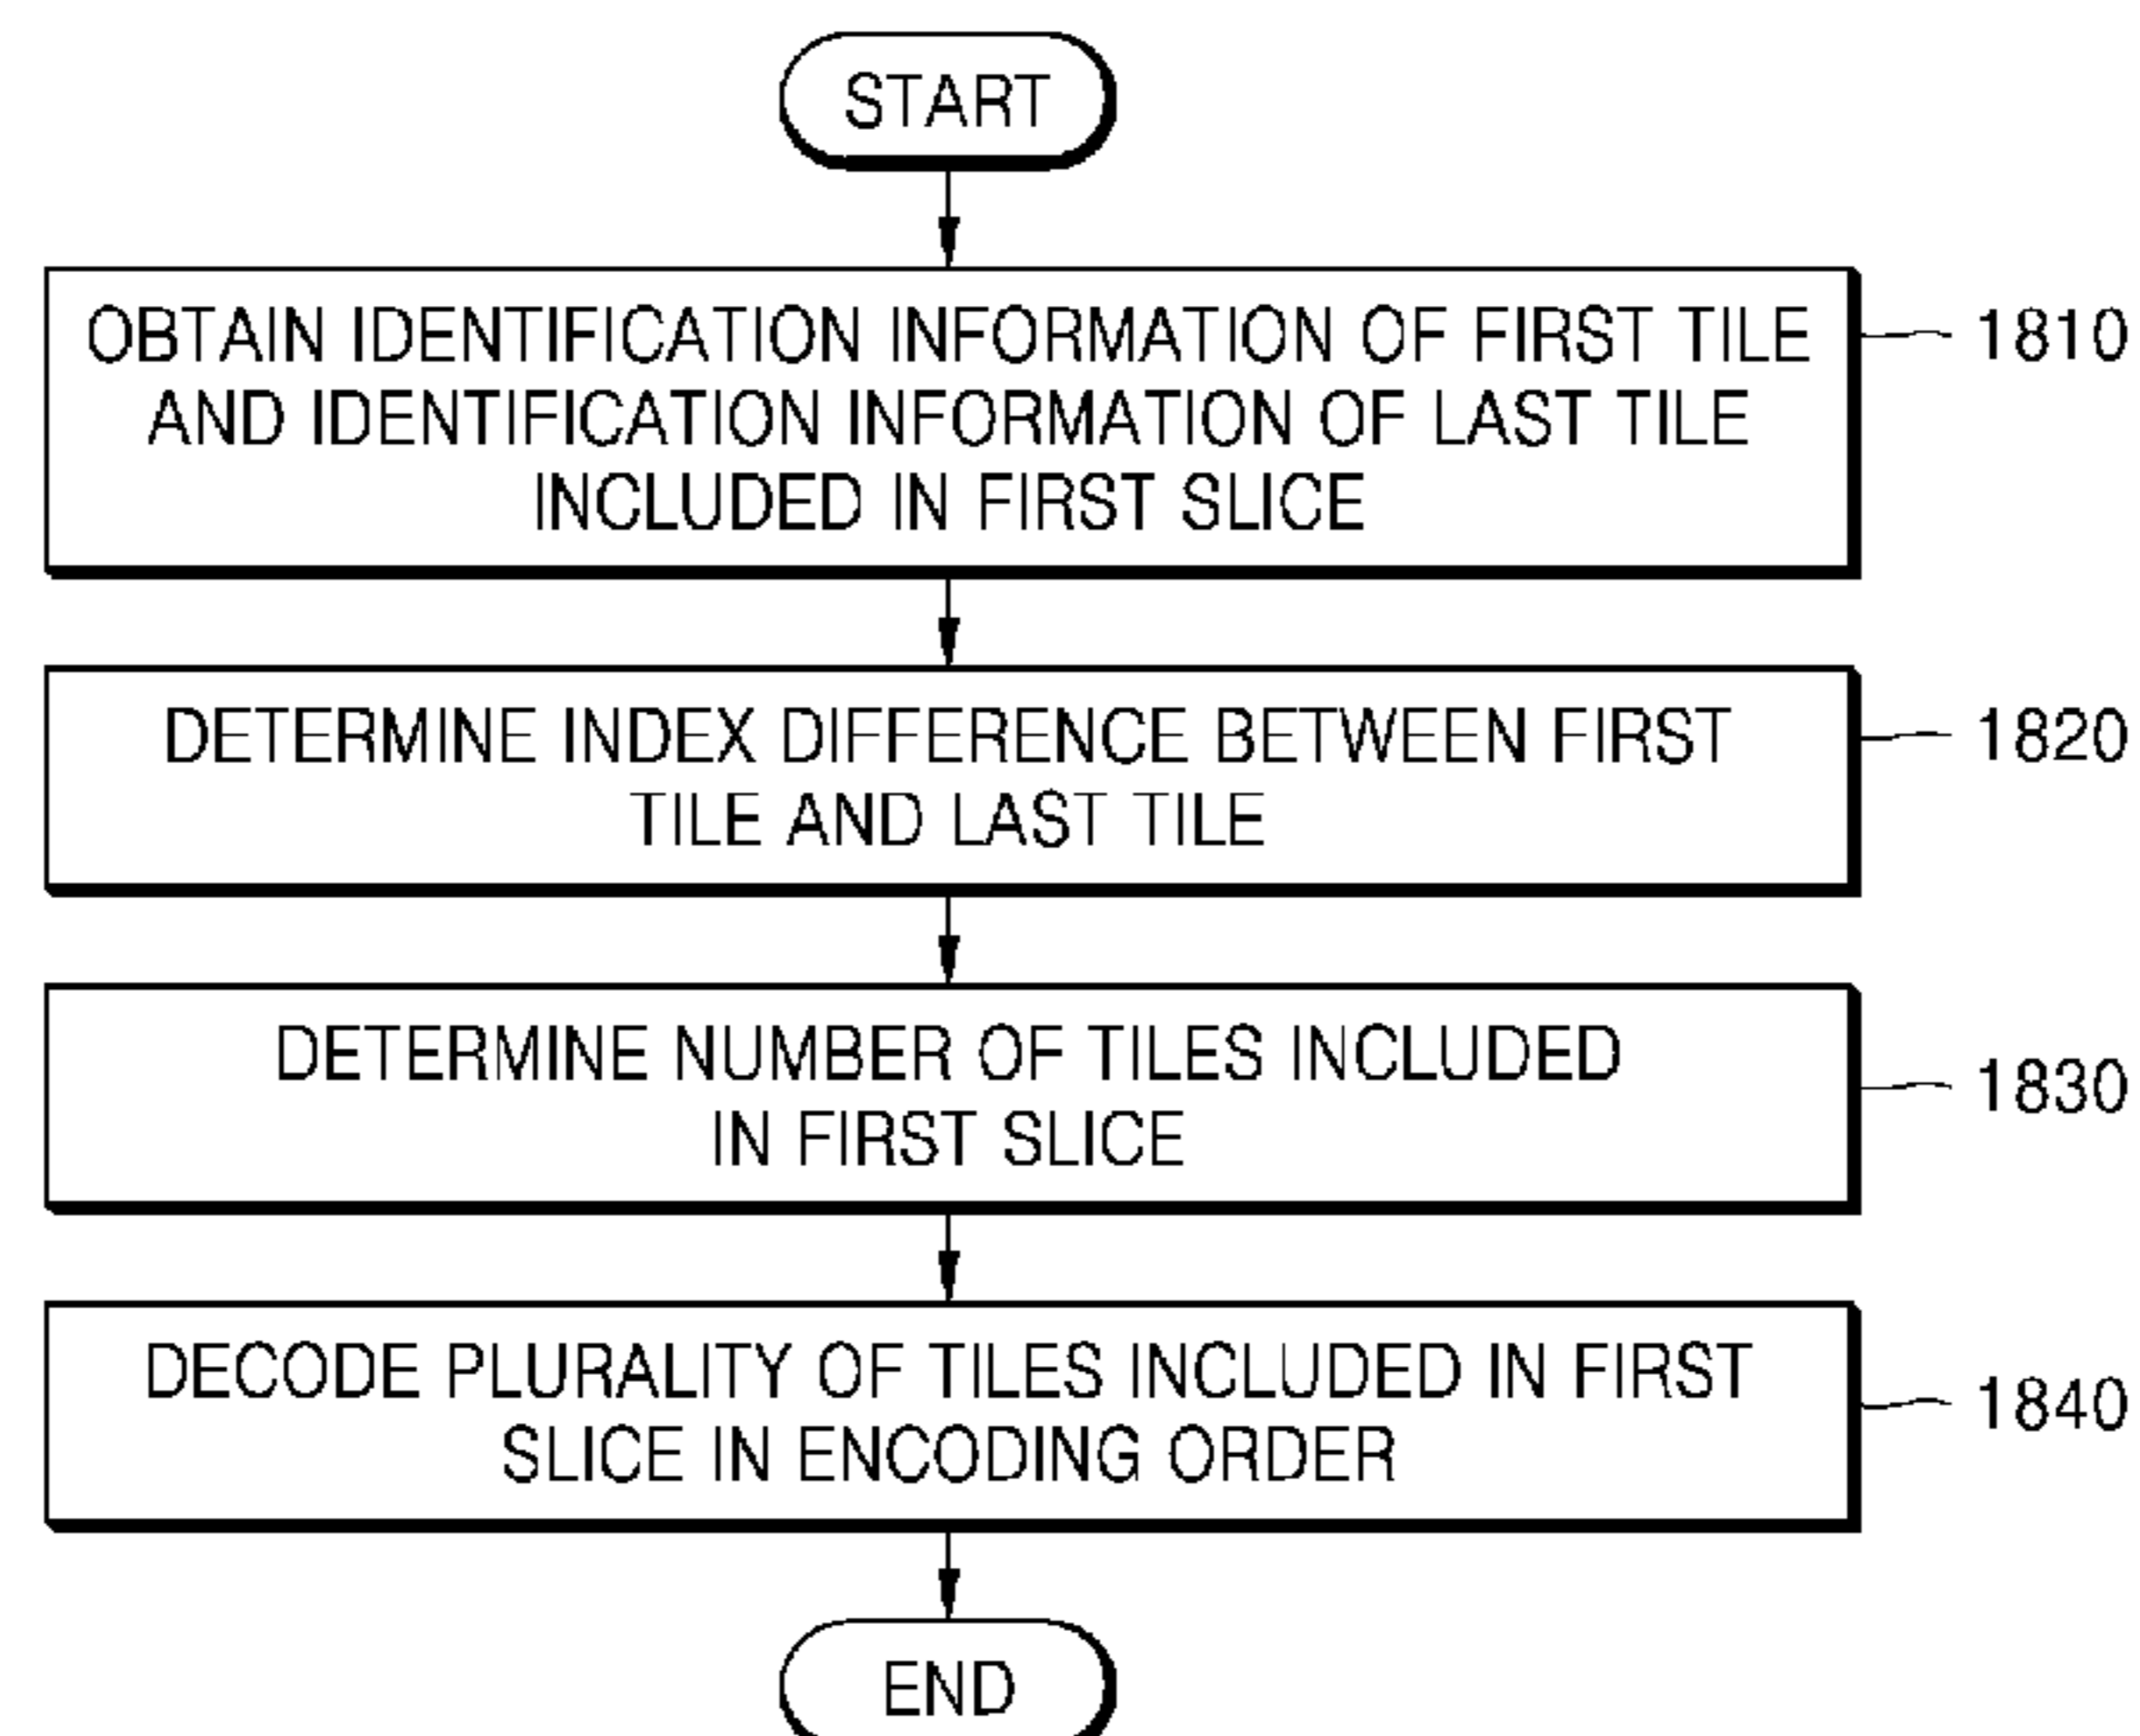 START
OBTAIN IDENTIFICATION INFORMATION OF FIRST TILE
AND IDENTIFICATION INFORMATION OF LAST TILE
INCLUDED IN FIRST SLICE
1810
DETERMINE INDEX DIFFERENCE BETWEEN FIRST
TILE AND LAST TILE
1820
DETERMINE NUMBER OF TILES INCLUDED
IN FIRST SLICE
1830
DECODE PLURALITY OF TILES INCLUDED IN FIRST
SLICE IN ENCODING ORDER
1840
END